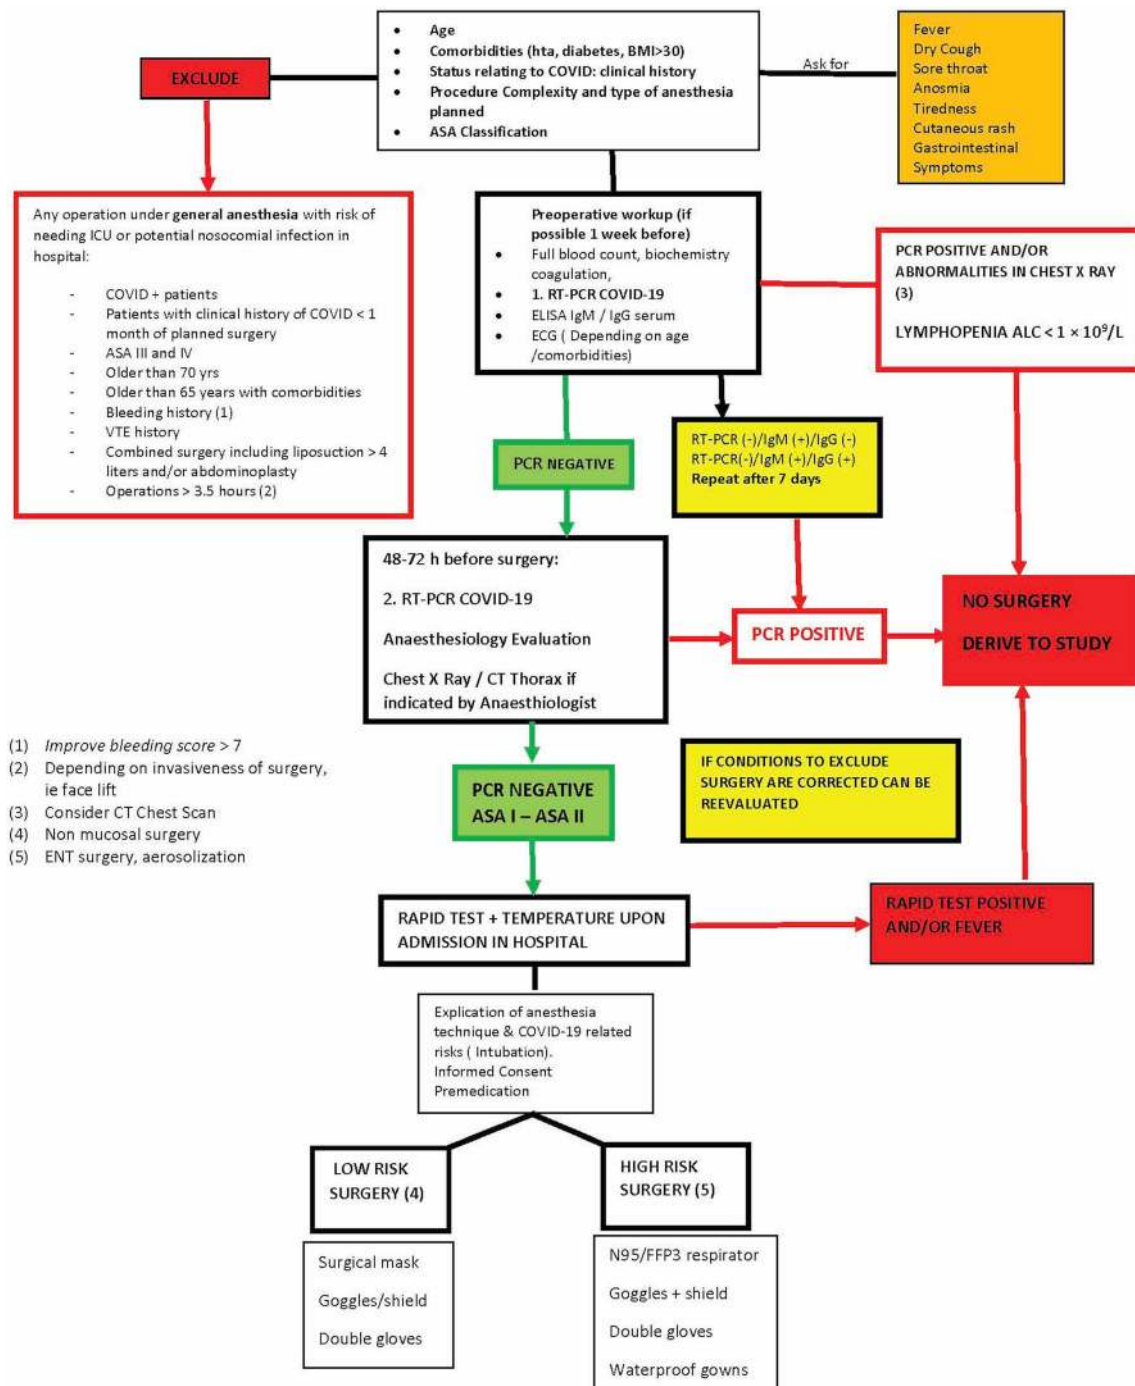 • Age
• Comorbidities (hta, diabetes, BMI>30)
• Status relating to COVID: clinical history
• Procedure Complexity and type of anesthesia
planned
• ASA Classification
EXCLUDE
Ask for
Fever
Dry Cough
Sore throat
Anosmia
Tiredness
Cutaneous rash
Gastrointestinal
Symptoms
Any operation under general anesthesia with risk of
needing ICU or potential nosocomial infection in
hospital:
- COVID + patients
- Patients with clinical history of COVID < 1
month of planned surgery
- ASA III and IV
- Older than 70 yrs
- Older than 65 years with comorbidities
- Bleeding history (1)
- VTE history
- Combined surgery including liposuction > 4
liters and/or abdominoplasty
- Operations > 3.5 hours (2)
Preoperative workup (if
possible 1 week before)
• Full blood count, biochemistry
coagulation,
• 1. RT-PCR COVID-19
• ELISA IgM / IgG serum
• ECG ( Depending on age
/comorbidities)
PCR POSITIVE AND/OR
ABNORMALITIES IN CHEST X RAY
(3)
LYMPHOPENIA ALC < 1 × 10⁹/L
PCR NEGATIVE
RT-PCR (-)/IgM (+)/IgG (-)
RT-PCR(-)/IgM (+)/IgG (+)
Repeat after 7 days
48-72 h before surgery:
2. RT-PCR COVID-19
Anaesthesiology Evaluation
Chest X Ray / CT Thorax if
indicated by Anaesthiologist
PCR POSITIVE
NO SURGERY
DERIVE TO STUDY
(1) Improve bleeding score > 7
(2) Depending on invasiveness of surgery,
ie face lift
(3) Consider CT Chest Scan
(4) Non mucosal surgery
(5) ENT surgery, aerosolization
PCR NEGATIVE
ASA I – ASA II
IF CONDITIONS TO EXCLUDE
SURGERY ARE CORRECTED CAN BE
REEVALUATED
RAPID TEST + TEMPERATURE UPON
ADMISSION IN HOSPITAL
RAPID TEST POSITIVE
AND/OR FEVER
Explication of anesthesia
technique & COVID-19 related
risks ( Intubation).
Informed Consent
Premedication
LOW RISK
SURGERY (4)
HIGH RISK
SURGERY (5)
Surgical mask
Goggles/shield
Double gloves
N95/FFP3 respirator
Goggles + shield
Double gloves
Waterproof gowns